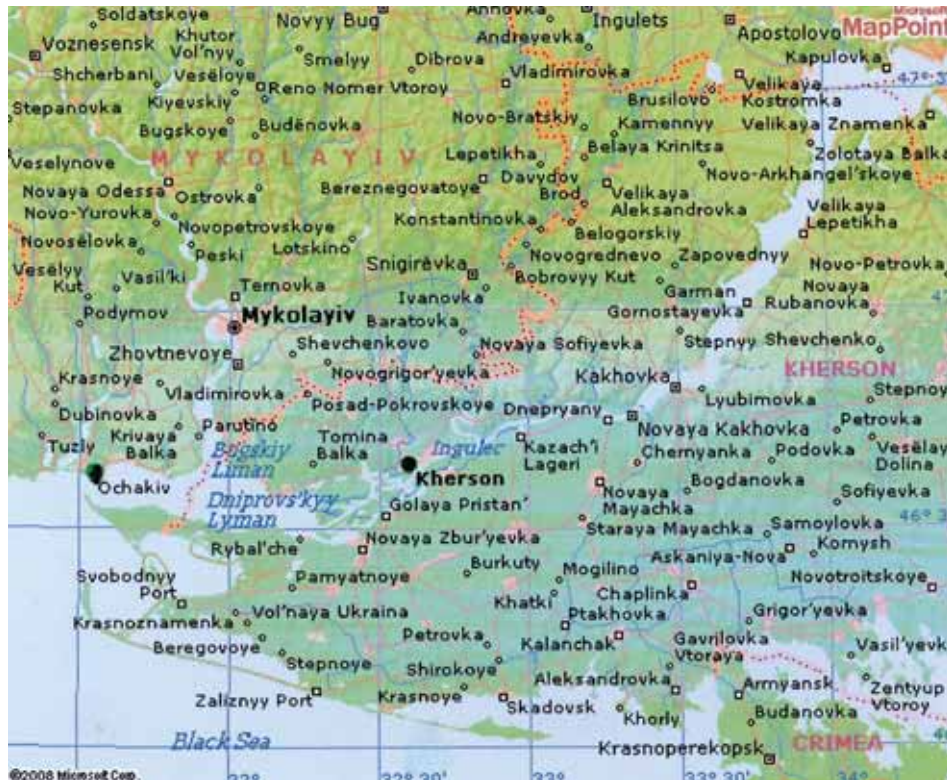 Soldatskoye
Novyy Bug
Annovka
Ingulets
Microsoft
MapPoint
Andreyevka
Apostolovo
Voznesensk
Khutor
Vol'nyy
Smelyy
Dibrova
Kapulovka
Shcherbani
Vesëloye
Vladimirovka
Velikaya
Kostromka
Kiyevskiy
Reno Nomer Vtoroy
Brusilovo
Stepanovka
Novo-Bratskiy
Kamennyy
Velikaya Znamenka
Bugskoye
Budënovka
Belaya Krinitsa
MYKOLAYIV
Lepetikha
Zolotaya Balka
Veselynove
Davydov
Brod
Novo-Arkhangel'skoye
Novaya Odessa
Ostrovka
Bereznegovatoye
Velikaya
Aleksandrovka
Velikaya
Lepetikha
Novo-Yurovka
Novopetrovskoye
Konstantinovka
Belogorskiy
Novosëlovka
Peski
Lotskino
Novogrednevo
Zapovednyy
Vesëlyy
Kut
Vasil'ki
Snigirëvka
Bobrovyy Kut
Novo-Petrovka
Ternovka
Ivanovka
Garman
Novaya
Rubanovka
Podymov
Mykolayiv
Baratovka
Gornostayevka
Zhovtnevoye
Shevchenkovo
Novaya Sofiyevka
Stepnyy
Shevchenko
Novogrigor'yevka
KHERSON
Krasnoye
Vladimirovka
Kakhovka
Stepnoy
Posad-Pokrovskoye
Lyubimovka
Dubinovka
Dnepryany
Petrovka
Krivaya
Balka
Parutino
Novaya Kakhovka
Tuzly
Bugskiy
Liman
Tomina
Balka
Ingulec
Kazach'i
Lageri
Chernyanka
Podovka
Vesëlaya
Dolina
Kherson
Bogdanovka
Ochakiv
Dniprovs'kyy
Lyman
Golaya Pristan'
Novaya
Mayachka
Sofiyevka
Staraya Mayachka
Samoylovka
Rybal'che
Novaya Zbur'yevka
Askaniya-Nova
Komysh
Svobodnyy
Port
Pamyatnoye
Burkuty
Mogilino
Novotroitskoye
Khatki
Chaplinka
Krasnoznamenka
Vol'naya Ukraina
Ptakhovka
Grigor'yevka
Beregovoye
Petrovka
Kalanchak
Gavrilovka
Vtoraya
Vasil'yevk
Stepnoye
Shirokoye
Zaliznyy Port
Krasnoye
Aleksandrovka
Armyansk
Zentyup
Vtoroy
Skadovsk
Khorly
Budanovka
Black Sea
Krasnoperekopsk
CRIMEA
©2008 Microsoft Corp.